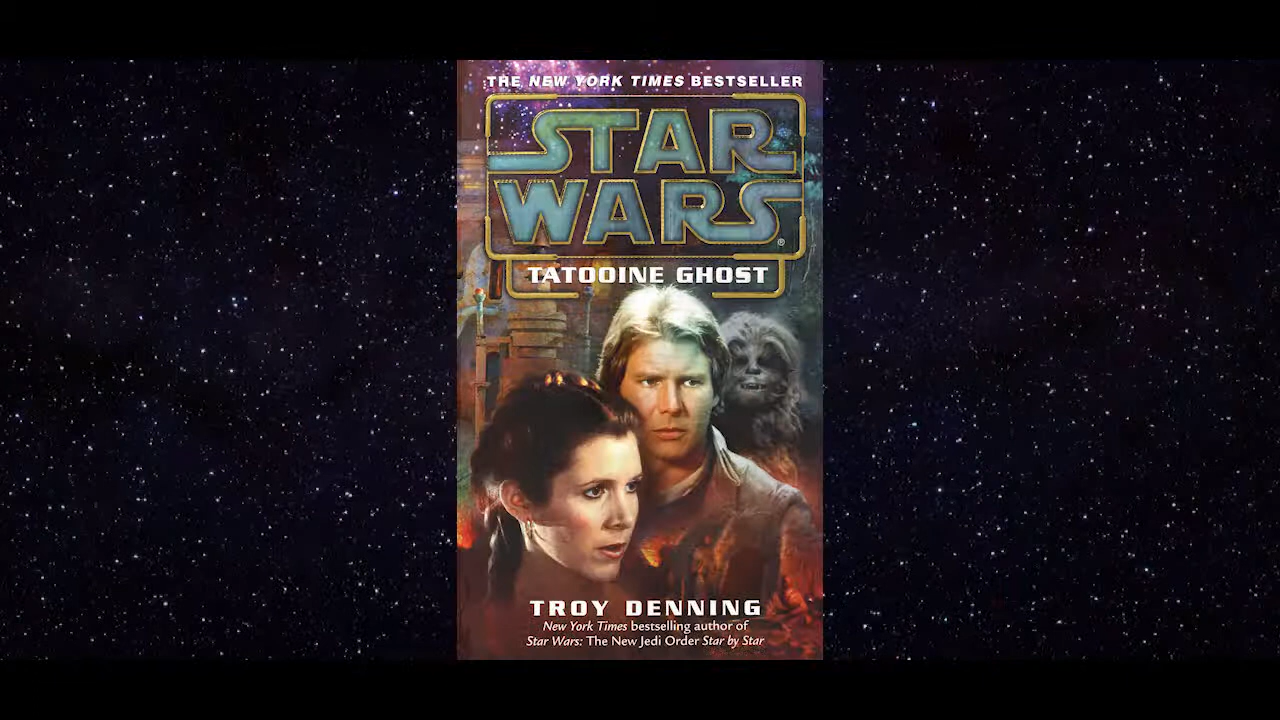 THE NEW YORK TIMES BESTSELLER
STAR
WARS®
TATOOINE GHOST
TROY DENNING
New York Times bestselling author of
Star Wars: The New Jedi Order Star by Star